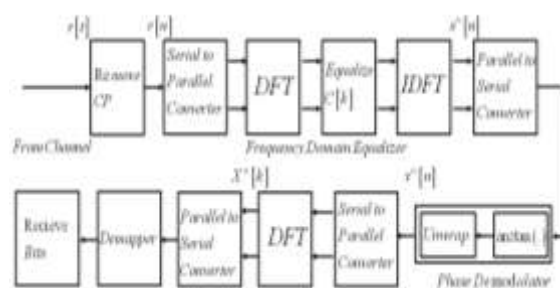 r[t]
r[n]
s^[n]
Remove
CP
Serial to
Parallel
Converter
DFT
Equalize
C[k]
IDFT
Parallel to
Serial
Converter
From Channel
Frequency Domain Equalizer
X^[k]
x^[n]
Recieve
Bits
Demapper
Parallel to
Serial
Converter
DFT
Serial to
Parallel
Converter
Unwrap
arctan(.)
Phase Demodulator